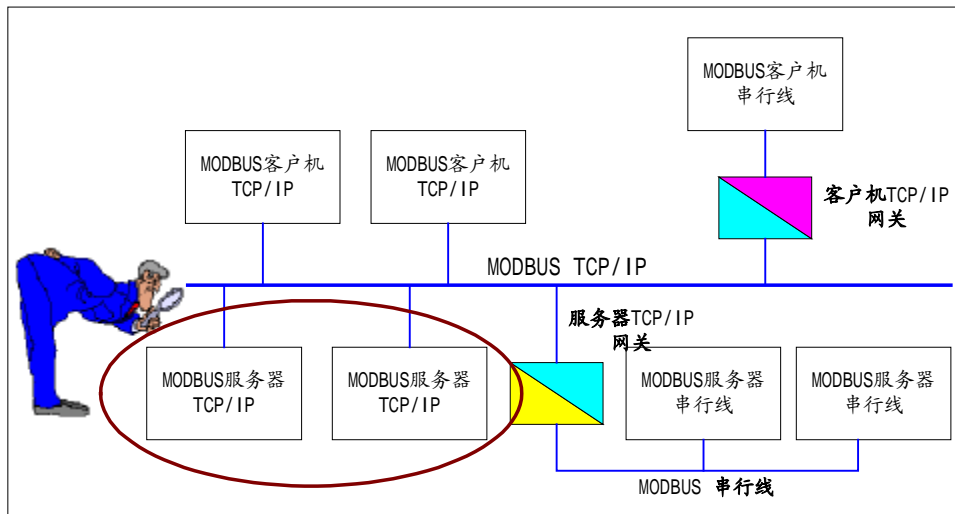 MODBUS客户机
串行线
MODBUS客户机
TCP/IP
MODBUS客户机
TCP/IP
客户机TCP/IP
网关
MODBUS TCP/IP
服务器TCP/IP
网关
MODBUS服务器
TCP/IP
MODBUS服务器
TCP/IP
MODBUS服务器
串行线
MODBUS服务器
串行线
MODBUS 串行线